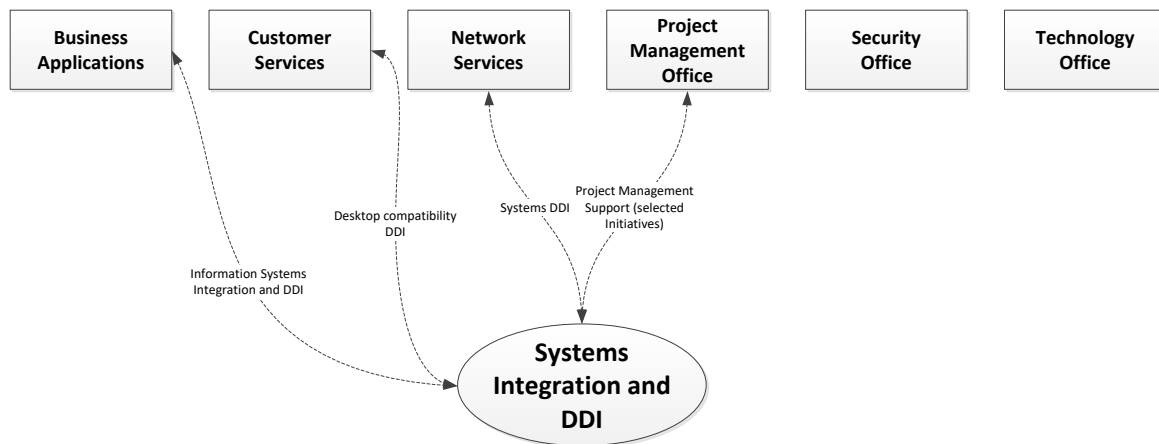 Business
Applications
Customer
Services
Network
Services
Project
Management
Office
Security
Office
Technology
Office
Information Systems
Integration and DDI
Desktop compatibility
DDI
Systems DDI
Project Management
Support (selected
Initiatives)
Systems
Integration and
DDI